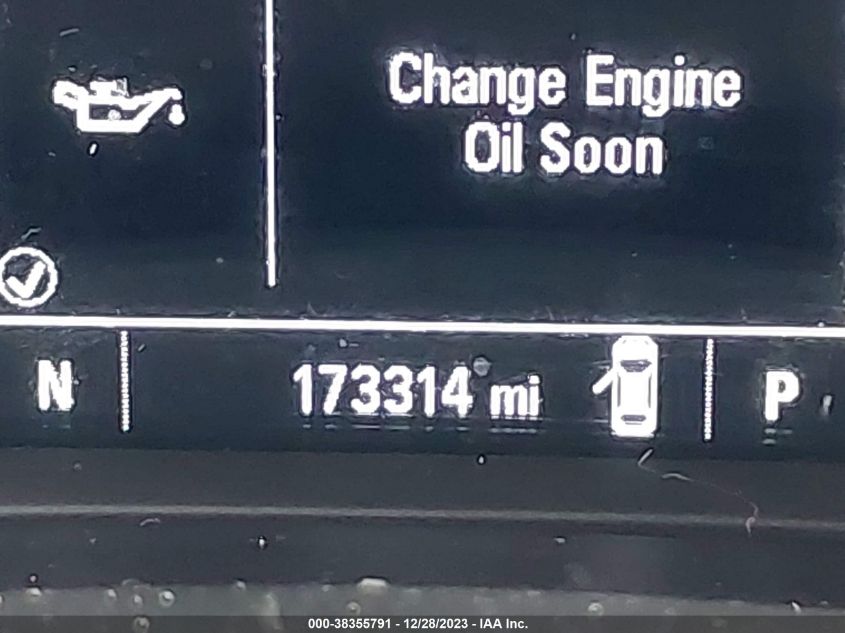 Change Engine
Oil Soon
N 173314 mi P
000-38355791 - 12/28/2023 - IAA Inc.